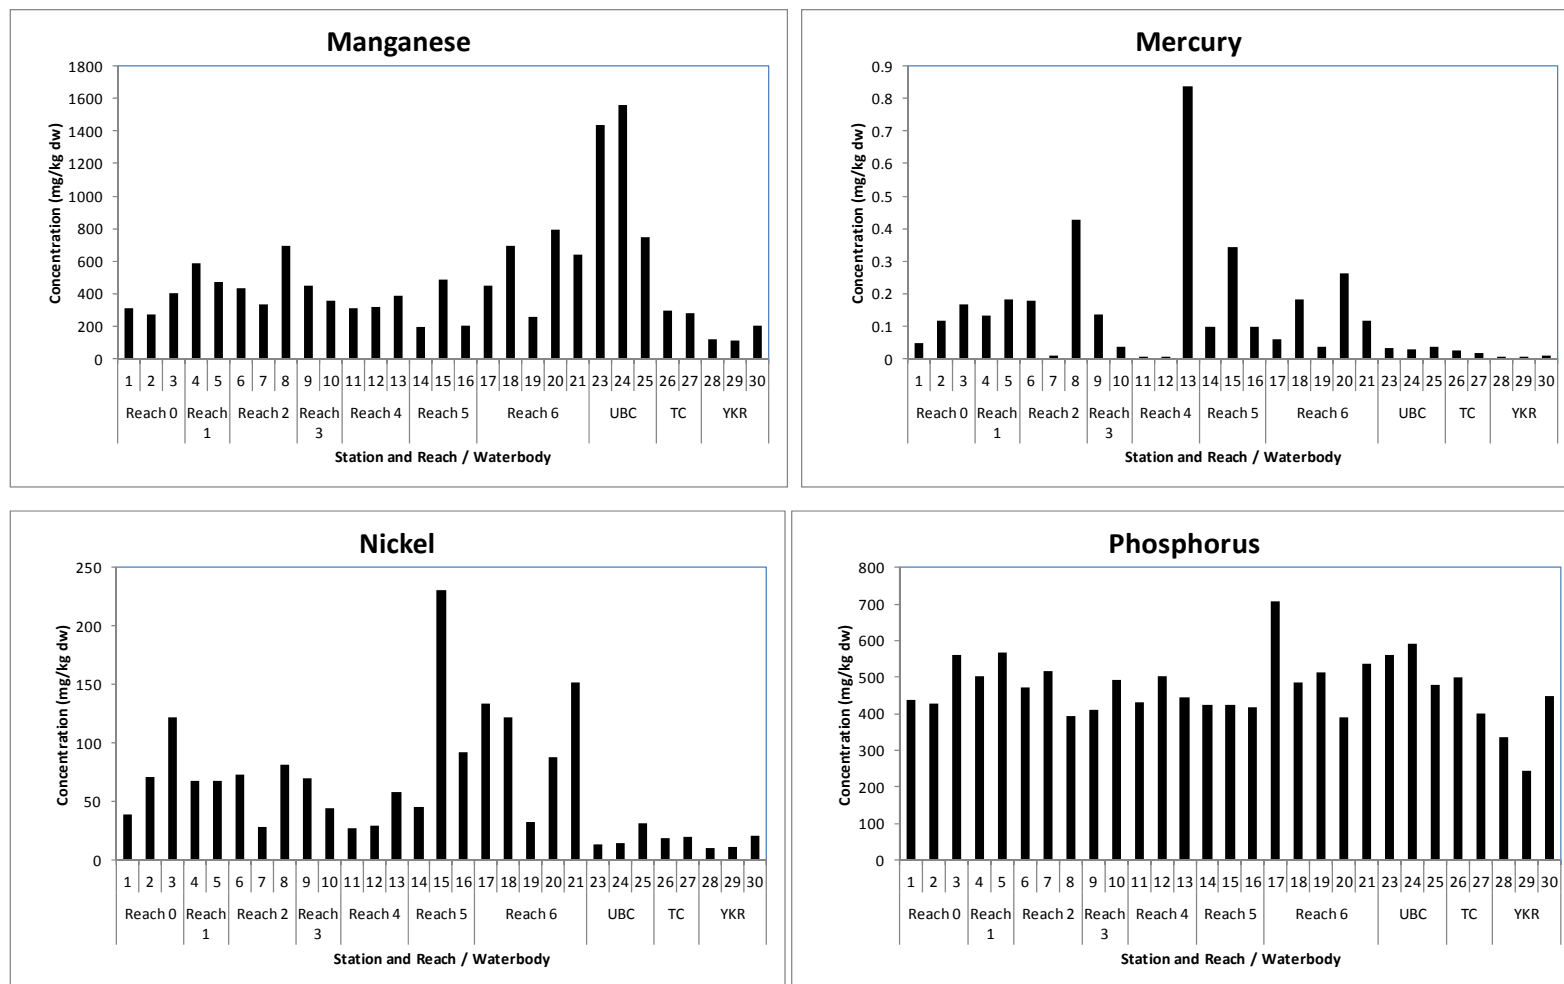 Manganese
Concentration (mg/kg dw)
1800
1600
1400
1200
1000
800
600
400
200
0
1 2 3 4 5 6 7 8 9 10 11 12 13 14 15 16 17 18 19 20 21 23 24 25 26 27 28 29 30
Reach 0 Reach 1 Reach 2 Reach 3 Reach 4 Reach 5 Reach 6 UBC TC YKR
Station and Reach / Waterbody
Mercury
Concentration (mg/kg dw)
0.9
0.8
0.7
0.6
0.5
0.4
0.3
0.2
0.1
0
1 2 3 4 5 6 7 8 9 10 11 12 13 14 15 16 17 18 19 20 21 23 24 25 26 27 28 29 30
Reach 0 Reach 1 Reach 2 Reach 3 Reach 4 Reach 5 Reach 6 UBC TC YKR
Station and Reach / Waterbody
Nickel
Concentration (mg/kg dw)
250
200
150
100
50
0
1 2 3 4 5 6 7 8 9 10 11 12 13 14 15 16 17 18 19 20 21 23 24 25 26 27 28 29 30
Reach 0 Reach 1 Reach 2 Reach 3 Reach 4 Reach 5 Reach 6 UBC TC YKR
Station and Reach / Waterbody
Phosphorus
Concentration (mg/kg dw)
800
700
600
500
400
300
200
100
0
1 2 3 4 5 6 7 8 9 10 11 12 13 14 15 16 17 18 19 20 21 23 24 25 26 27 28 29 30
Reach 0 Reach 1 Reach 2 Reach 3 Reach 4 Reach 5 Reach 6 UBC TC YKR
Station and Reach / Waterbody